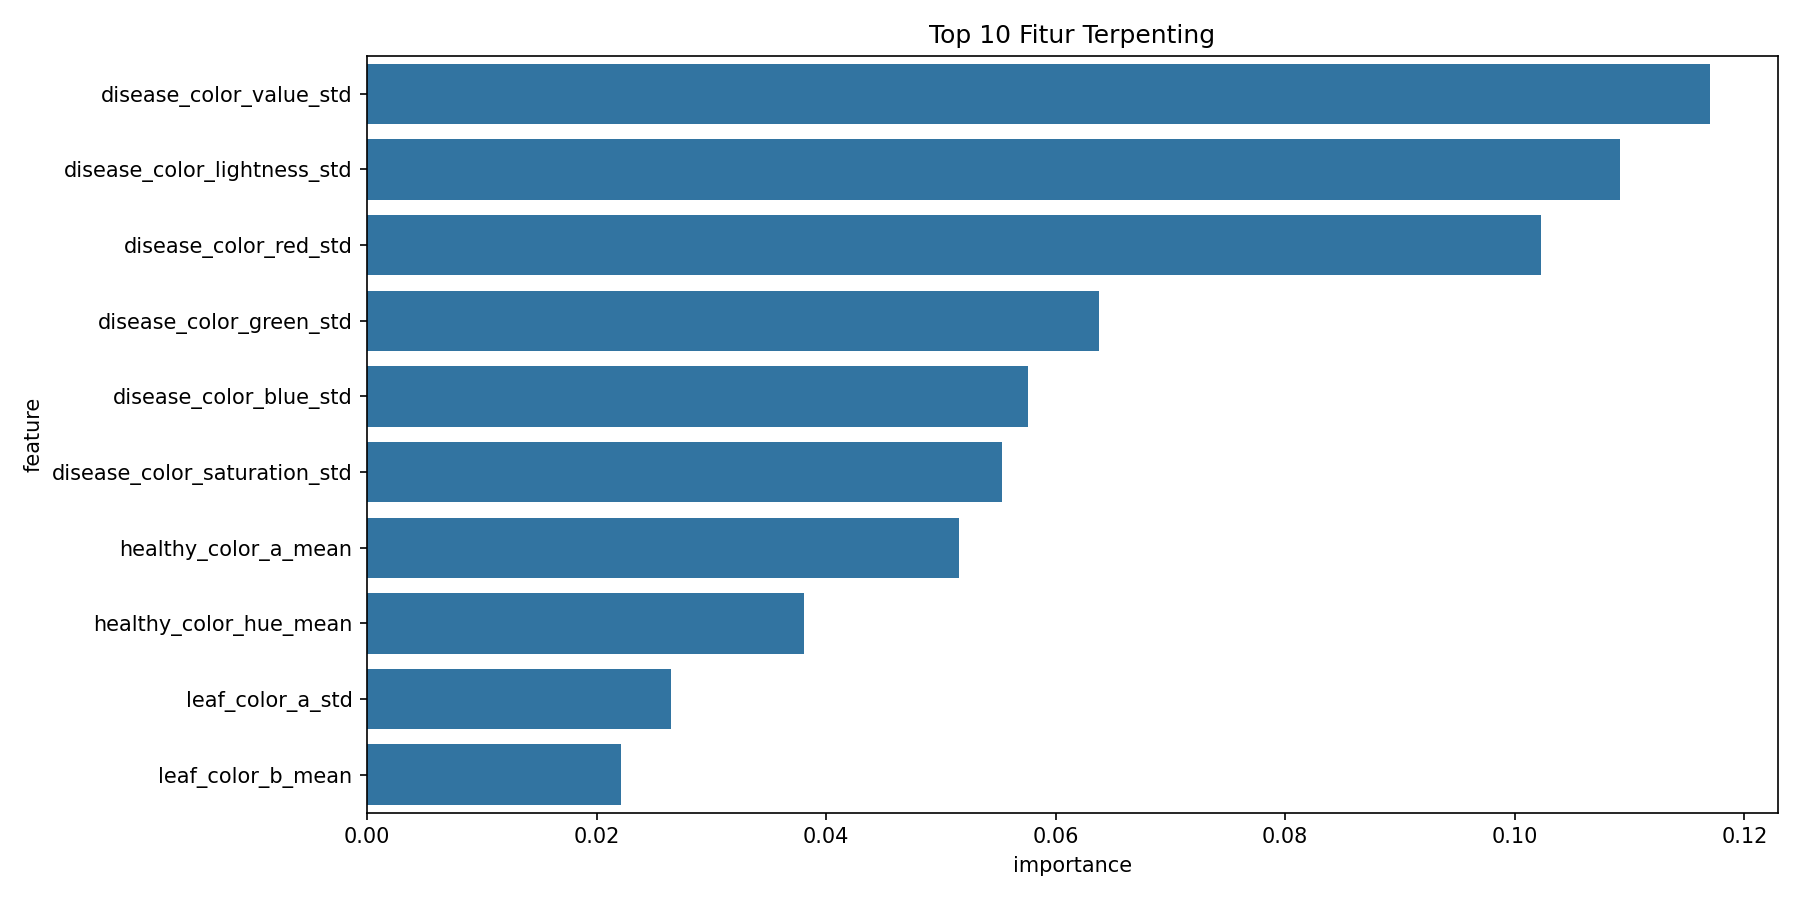 Top 10 Fitur Terpenting
feature
disease_color_value_std
disease_color_lightness_std
disease_color_red_std
disease_color_green_std
disease_color_blue_std
disease_color_saturation_std
healthy_color_a_mean
healthy_color_hue_mean
leaf_color_a_std
leaf_color_b_mean
0.00 0.02 0.04 0.06 0.08 0.10 0.12
importance